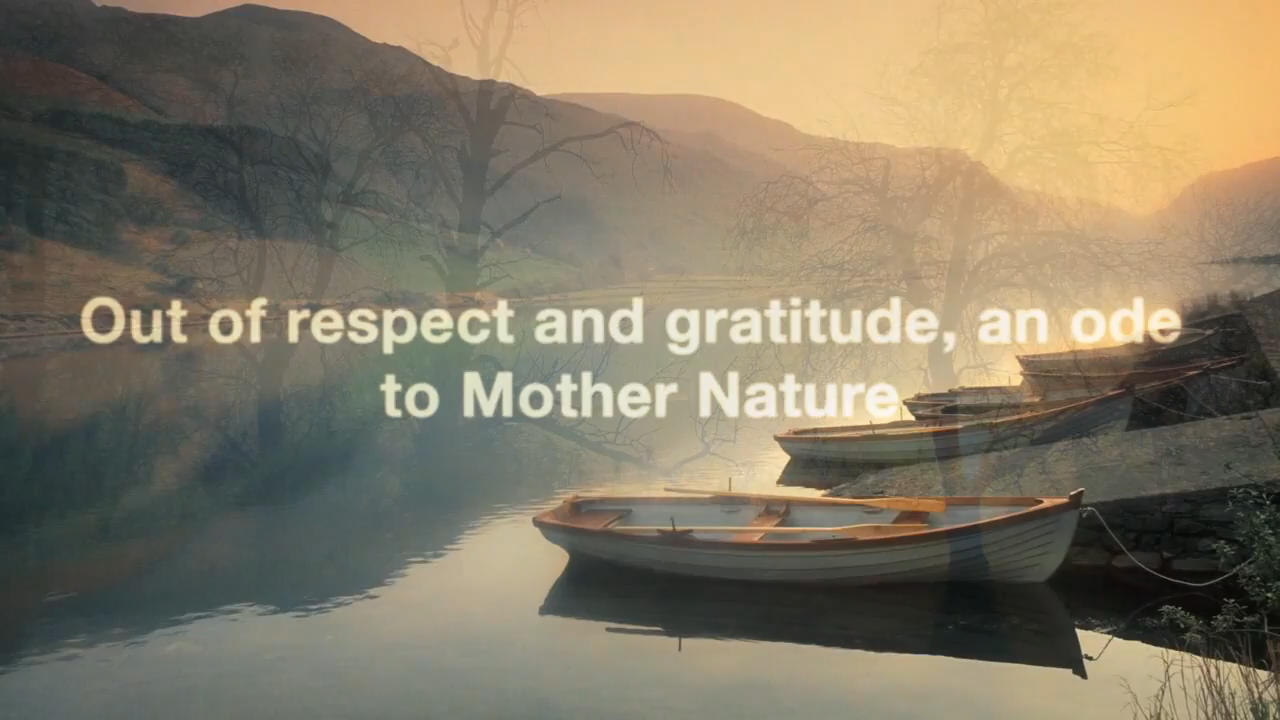 Out of respect and gratitude, an ode
to Mother Nature